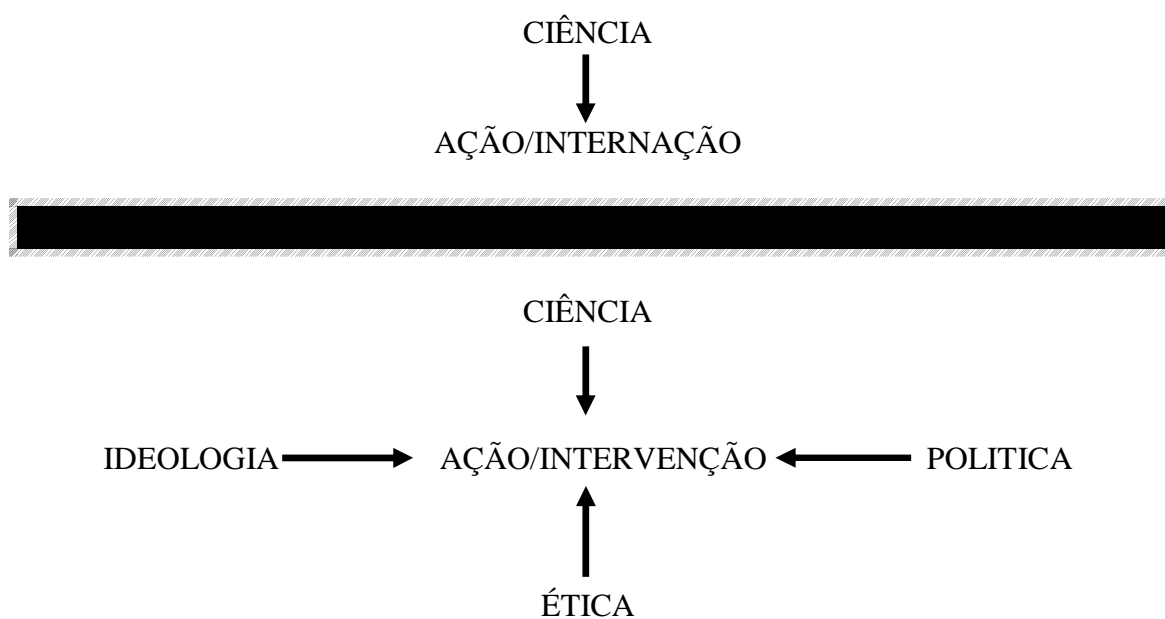 CIÊNCIA
AÇÃO/INTERNAÇÃO
CIÊNCIA
IDEOLOGIA AÇÃO/INTERVENÇÃO POLITICA
ÉTICA